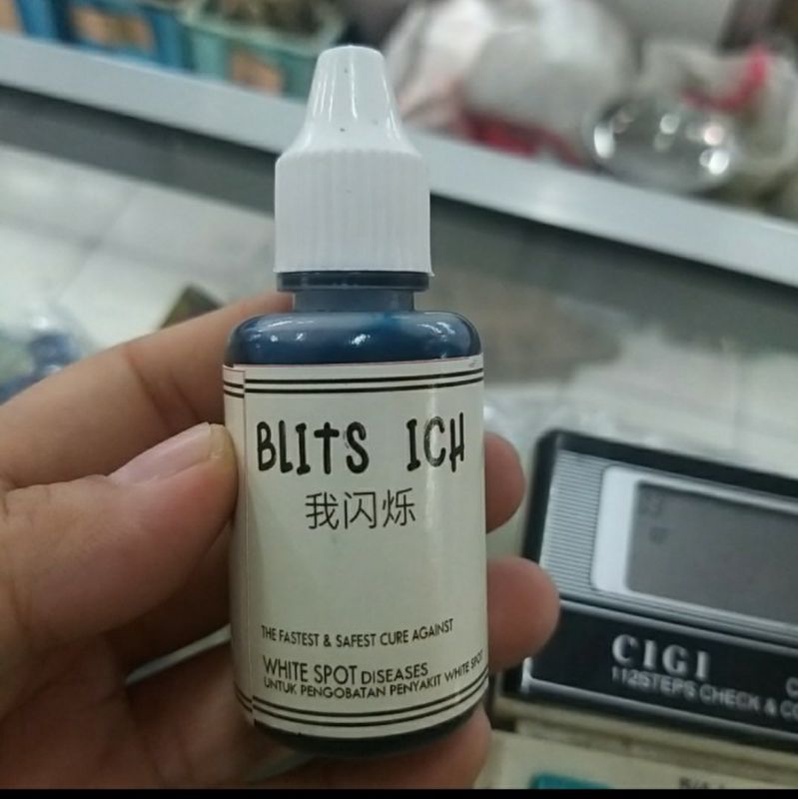 BLITS ICH
我闪烁
THE FASTEST & SAFEST CURE AGAINST
WHITE SPOT DISEASES
UNTUK PENGOBATAN PENYAKIT WHITE SPOT
CIGI
112STEPS CHECK & CO